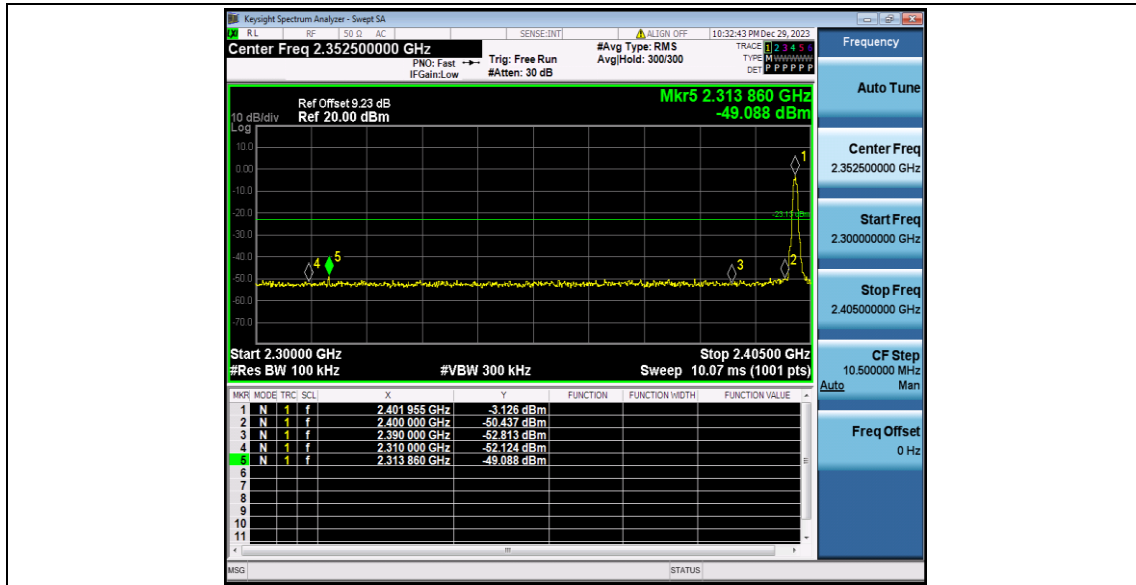 Keysight Spectrum Analyzer - Swept SA
RL RF 50 Ω AC SENSE:INT ALIGN OFF 10:32:43 PM Dec 29, 2023
Center Freq 2.352500000 GHz
PNO: Fast
IFGain:Low
Trig: Free Run
#Atten: 30 dB
#Avg Type: RMS
Avg|Hold: 300/300
TRACE 1 2 3 4 5 6
TYPE M W W W W W
DET P P P P P P
Mkr5 2.313 860 GHz
-49.088 dBm
Ref Offset 9.23 dB
10 dB/div Ref 20.00 dBm
Log
10.0
0.00
-10.0
-20.0
-30.0
-40.0
-50.0
-60.0
-70.0
1
-23.13 dBm
4 5 3 2
Start 2.30000 GHz Stop 2.40500 GHz
#Res BW 100 kHz #VBW 300 kHz Sweep 10.07 ms (1001 pts)
MKR MODE TRC SCL X Y FUNCTION FUNCTION WIDTH FUNCTION VALUE
1 N 1 f 2.401 955 GHz -3.126 dBm
2 N 1 f 2.400 000 GHz -50.437 dBm
3 N 1 f 2.390 000 GHz -52.813 dBm
4 N 1 f 2.310 000 GHz -52.124 dBm
5 N 1 f 2.313 860 GHz -49.088 dBm
6
7
8
9
10
11
MSG STATUS
Frequency
Auto Tune
Center Freq
2.352500000 GHz
Start Freq
2.300000000 GHz
Stop Freq
2.405000000 GHz
CF Step
10.500000 MHz
Auto Man
Freq Offset
0 Hz